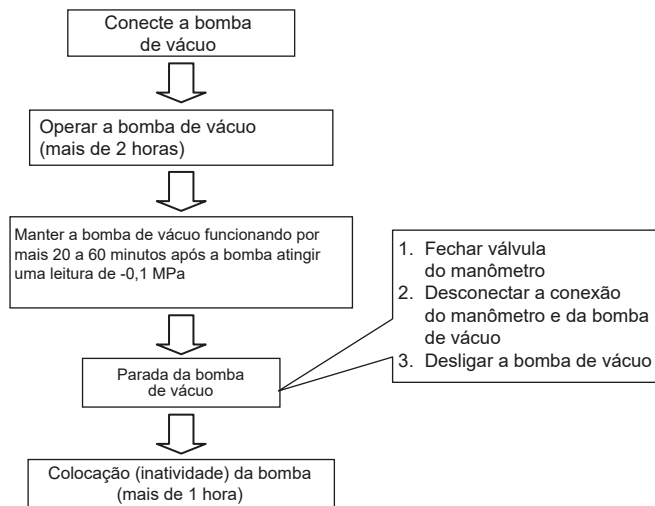 Conecte a bomba
de vácuo
Operar a bomba de vácuo
(mais de 2 horas)
Manter a bomba de vácuo funcionando por
mais 20 a 60 minutos após a bomba atingir
uma leitura de -0,1 MPa
1. Fechar válvula
do manômetro
2. Desconectar a conexão
do manômetro e da bomba
de vácuo
3. Desligar a bomba de vácuo
Parada da bomba
de vácuo
Colocação (inatividade) da bomba
(mais de 1 hora)